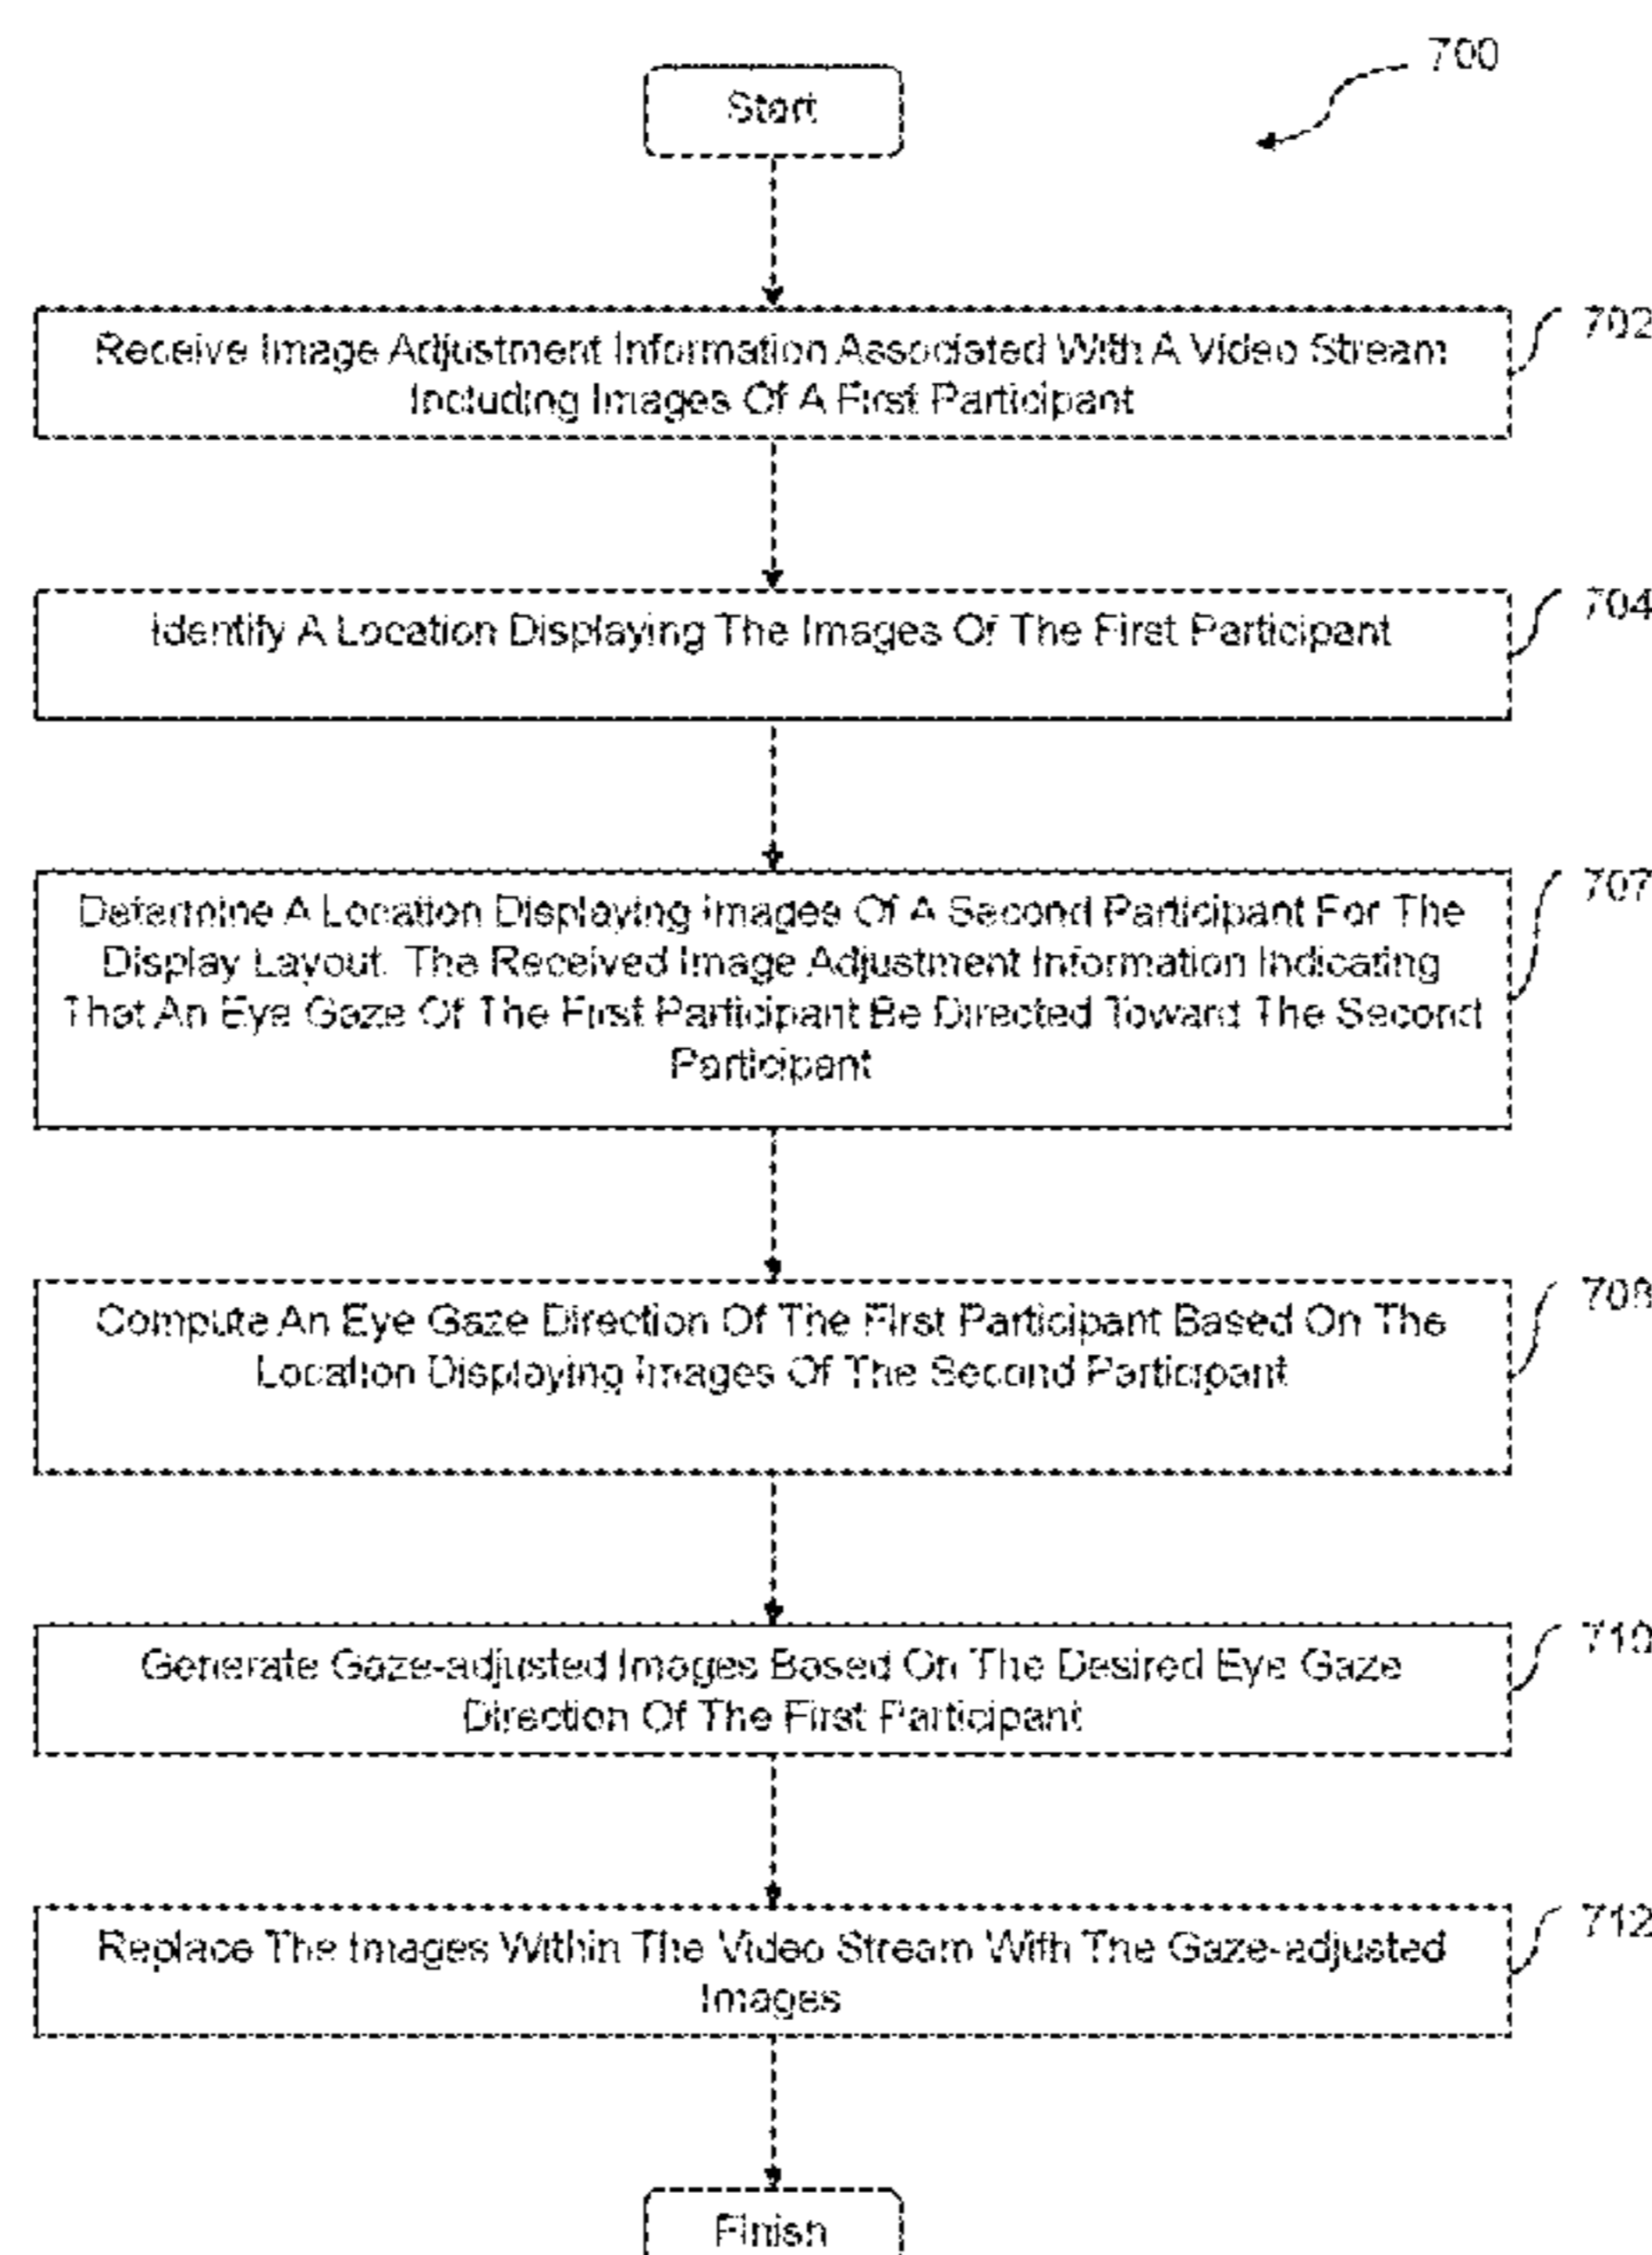 700
Start
702
Receive Image Adjustment Information Associated With A Video Stream
Including Images Of A First Participant
704
Identify A Location Displaying The Images Of The First Participant
707
Determine A Location Displaying Images Of A Second Participant For The
Display Layout. The Received Image Adjustment Information Indicating
That An Eye Gaze Of The First Participant Be Directed Toward The Second
Participant
708
Compute An Eye Gaze Direction Of The First Participant Based On The
Location Displaying Images Of The Second Participant
710
Generate Gaze-adjusted Images Based On The Desired Eye Gaze
Direction Of The First Participant
712
Replace The Images Within The Video Stream With The Gaze-adjusted
Images
Finish